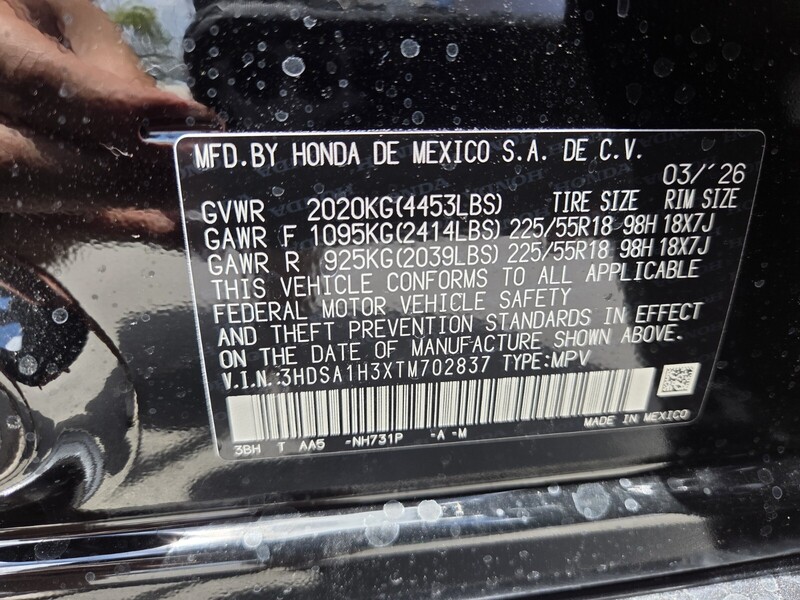 MFD.BY HONDA DE MEXICO S.A. DE C.V.
03/'26
GVWR 2020KG(4453LBS) TIRE SIZE RIM SIZE
GAWR F 1095KG(2414LBS) 225/55R18 98H 18X7J
GAWR R 925KG(2039LBS) 225/55R18 98H 18X7J
THIS VEHICLE CONFORMS TO ALL APPLICABLE
FEDERAL MOTOR VEHICLE SAFETY
AND THEFT PREVENTION STANDARDS IN EFFECT
ON THE DATE OF MANUFACTURE SHOWN ABOVE.
V.I.N.:3HDSA1H3XTM702837 TYPE:MPV
MADE IN MEXICO
3BH T AA5 -NH731P -A -M